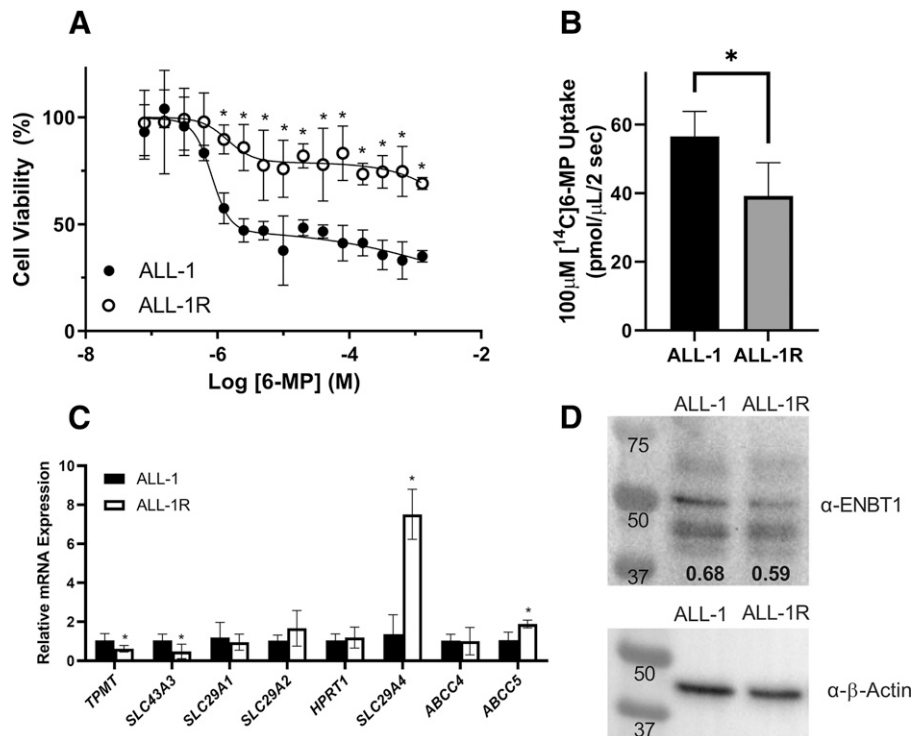 A
100
50
0
Cell Viability (%)
* * * * * * * * * * *
ALL-1
ALL-1R
-8
-6
-4
-2
Log [6-MP] (M)
B
*
60
40
20
0
100μM [¹⁴C]6-MP Uptake
(pmol/μL/2 sec)
ALL-1
ALL-1R
C
10
8
6
4
2
0
Relative mRNA Expression
ALL-1
ALL-1R
* * * *
TPMT
SLC43A3
SLC29A1
SLC29A2
HPRT1
SLC29A4
ABCC4
ABCC5
D
ALL-1 ALL-1R
75
50
37
0.68 0.59
α-ENBT1
ALL-1 ALL-1R
50
37
α-β-Actin